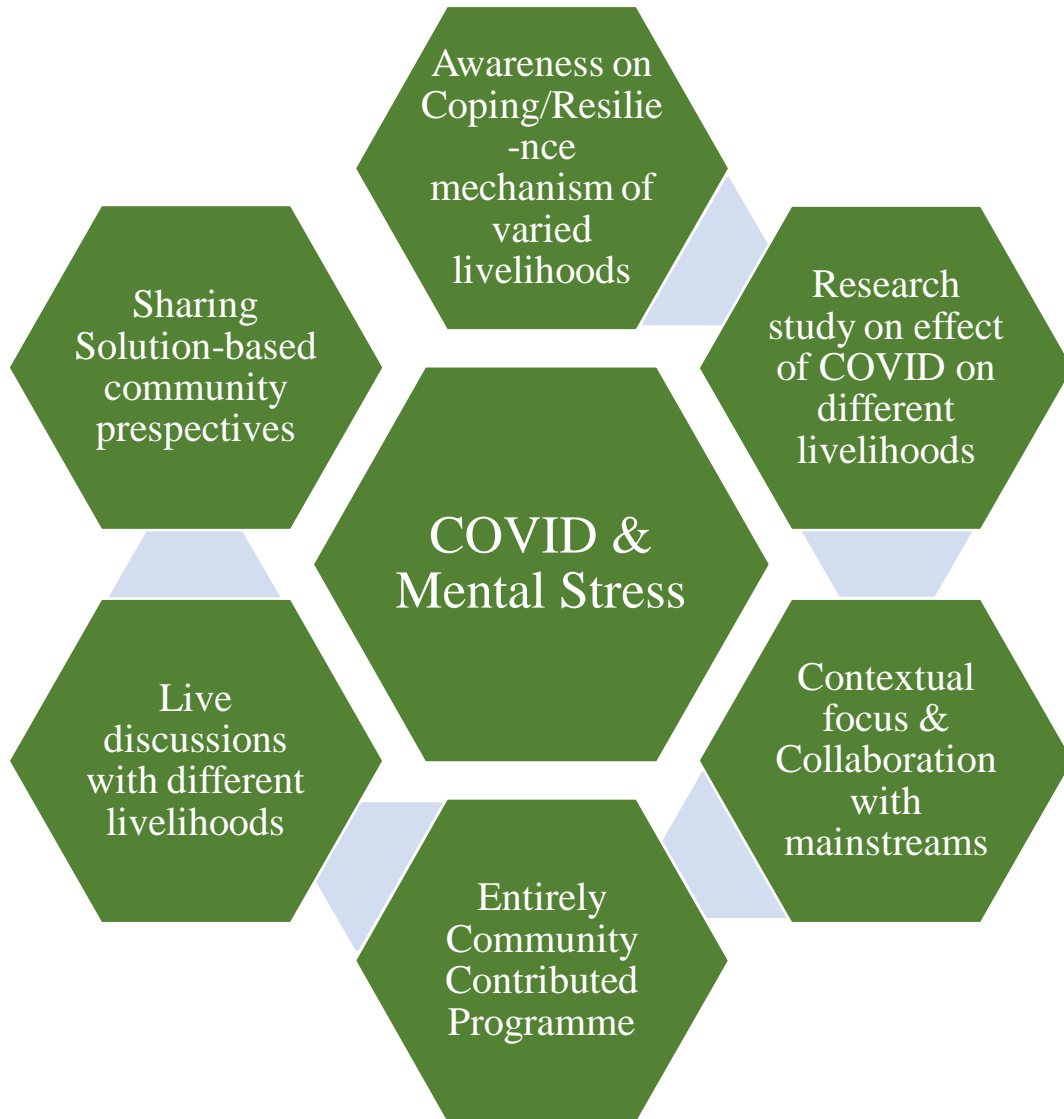 Awareness on
Coping/Resilie
-nce
mechanism of
varied
livelihoods
Research
study on effect
of COVID on
different
livelihoods
Contextual
focus &
Collaboration
with
mainstreams
Entirely
Community
Contributed
Programme
Live
discussions
with different
livelihoods
Sharing
Solution-based
community
prespectives
COVID &
Mental Stress